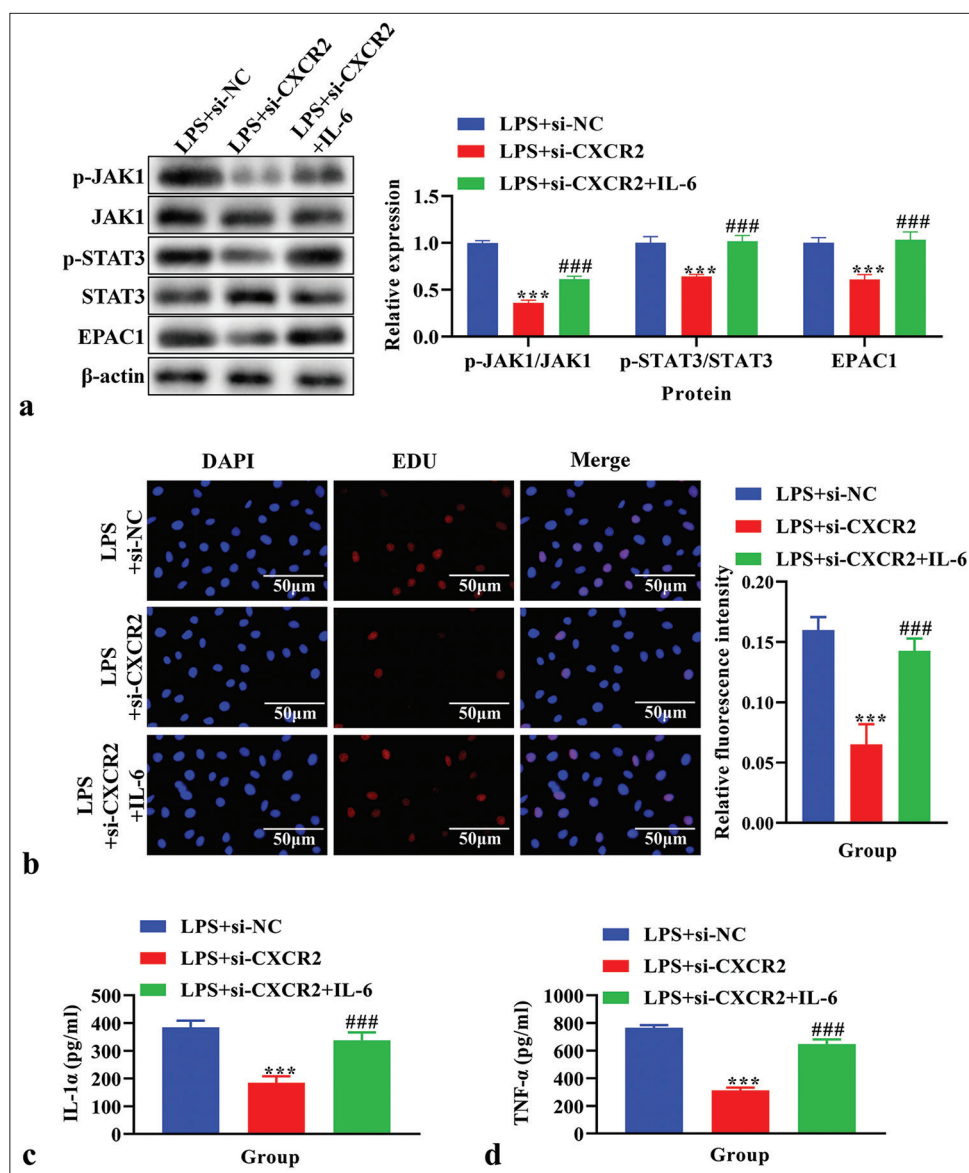 LPS+si-NC
LPS+si-CXCR2
LPS+si-CXCR2
+IL-6
p-JAK1
JAK1
p-STAT3
STAT3
EPAC1
β-actin
a
LPS+si-NC
LPS+si-CXCR2
LPS+si-CXCR2+IL-6
Relative expression
1.5
1.0
0.5
0.0
***
###
***
###
***
###
p-JAK1/JAK1
p-STAT3/STAT3
EPAC1
Protein
DAPI
EDU
Merge
LPS
+si-NC
50μm
50μm
50μm
LPS
+si-CXCR2
50μm
50μm
50μm
LPS
+si-CXCR2
+IL-6
50μm
50μm
50μm
b
LPS+si-NC
LPS+si-CXCR2
LPS+si-CXCR2+IL-6
Relative fluorescence intensity
0.20
0.15
0.10
0.05
0.00
***
###
Group
LPS+si-NC
LPS+si-CXCR2
LPS+si-CXCR2+IL-6
IL-1α (pg/ml)
500
400
300
200
100
0
***
###
Group
c
LPS+si-NC
LPS+si-CXCR2
LPS+si-CXCR2+IL-6
TNF-α (pg/ml)
1000
800
600
400
200
0
***
###
Group
d